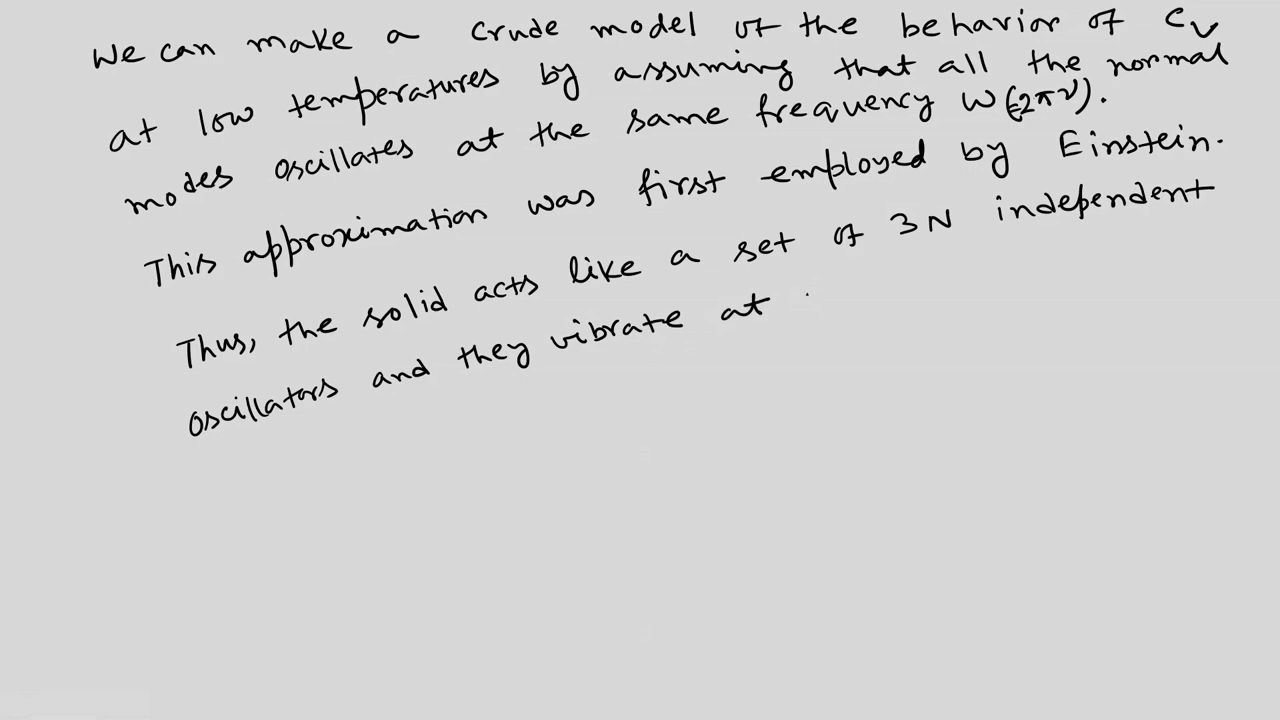 We can make a crude model of the behavior of Cv
at low temperatures by assuming that all the normal
modes oscillates at the same frequency ω(2πν).
This approximation was first employed by Einstein.
Thus, the solid acts like a set of 3N independent
oscillators and they vibrate at